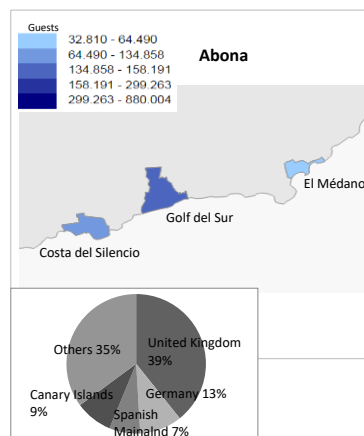 Guests
32.810 - 64.490
64.490 - 134.858
134.858 - 158.191
158.191 - 299.263
299.263 - 880.004
Abona
El Médano
Golf del Sur
Costa del Silencio
United Kingdom
39%
Others 35%
Germany 13%
Canary Islands
9%
Spanish
Mainalnd 7%